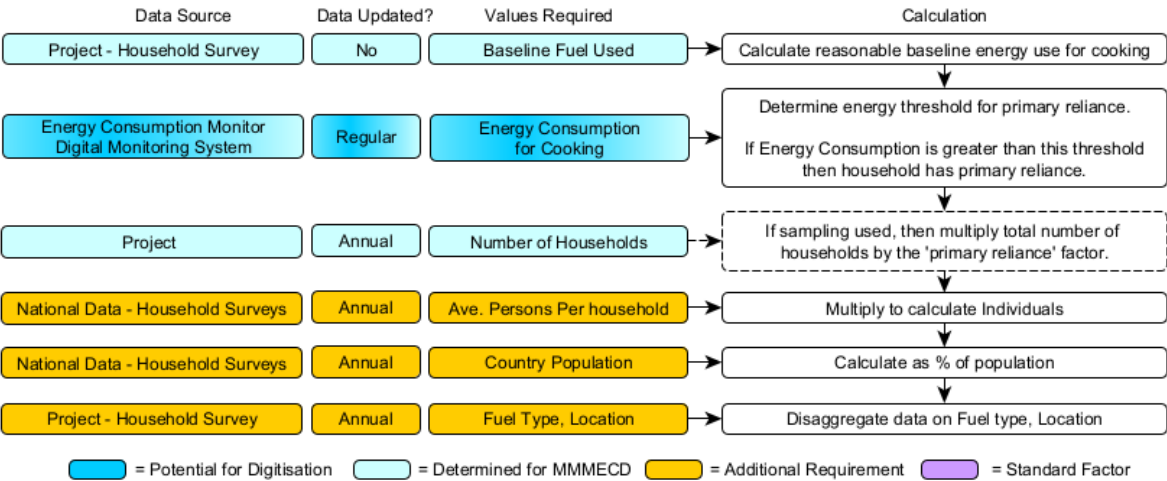 Data Source Data Updated? Values Required Calculation
Project - Household Survey No Baseline Fuel Used Calculate reasonable baseline energy use for cooking
Energy Consumption Monitor
Digital Monitoring System
Regular
Energy Consumption
for Cooking
Determine energy threshold for primary reliance.
If Energy Consumption is greater than this threshold
then household has primary reliance.
Project Annual Number of Households
If sampling used, then multiply total number of
households by the 'primary reliance' factor.
National Data - Household Surveys Annual Ave. Persons Per household Multiply to calculate Individuals
National Data - Household Surveys Annual Country Population Calculate as % of population
Project - Household Survey Annual Fuel Type, Location Disaggregate data on Fuel type, Location
= Potential for Digitisation = Determined for MMMECD = Additional Requirement = Standard Factor